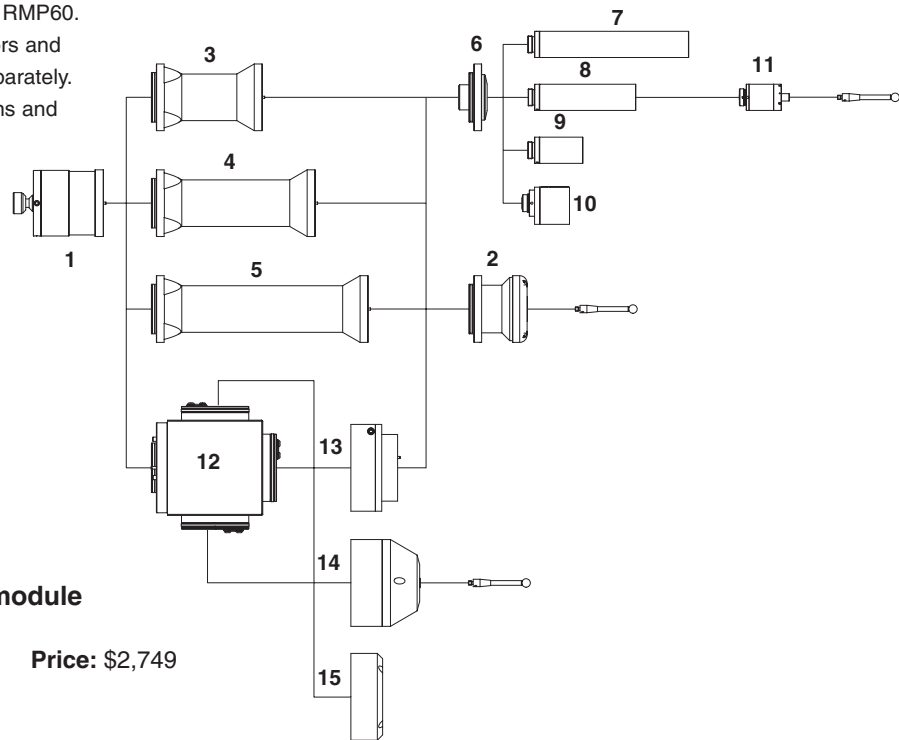 RMP60.
rs and
parately.
ns and
3
6
7
8
11
9
4
10
1
5
2
12
13
14
module
Price: $2,749
15